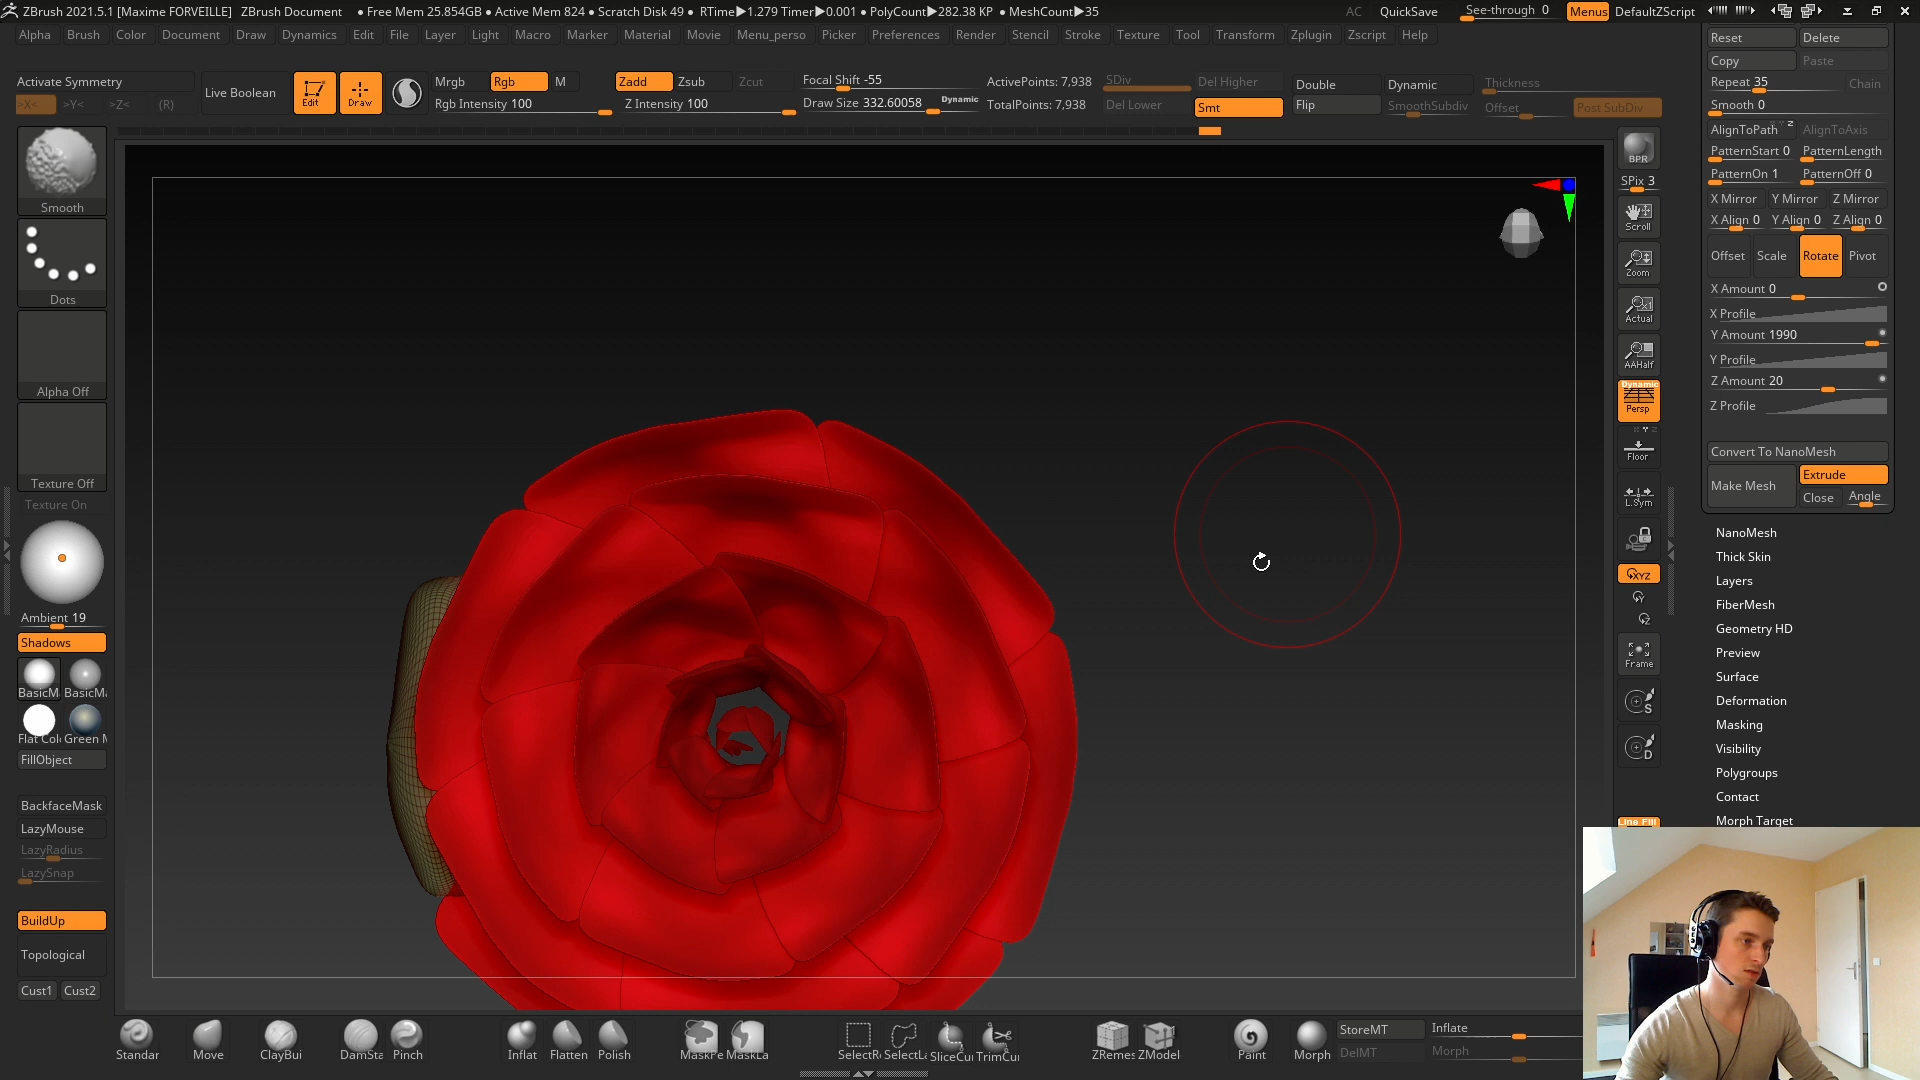 ZBrush 2021.5.1 [Maxime FORVEILLE] ZBrush Document ● Free Mem 25.854GB ● Active Mem 824 ● Scratch Disk 49 ● RTime▶1.279 Timer▶0.001 ● PolyCount▶282.38 KP ● MeshCount▶35 AC QuickSave See-through 0 Menus DefaultZScript
Alpha Brush Color Document Draw Dynamics Edit File Layer Light Macro Marker Material Movie Menu_perso Picker Preferences Render Stencil Stroke Texture Tool Transform Zplugin Zscript Help
Activate Symmetry
>X< >Y< >Z< (R)
Live Boolean
Edit
Draw
Mrgb Rgb M
Rgb Intensity 100
Zadd Zsub Zcut
Z Intensity 100
Focal Shift -55
Draw Size 332.60058 Dynamic
ActivePoints: 7,938
TotalPoints: 7,938
SDiv Del Higher
Del Lower Smt
Double
Flip
Dynamic
SmoothSubdiv
Thickness
Offset Post SubDiv
Smooth
Dots
Alpha Off
Texture Off
Texture On
Ambient 19
Shadows
BasicM BasicM
Flat Col Green M
FillObject
BackfaceMask
LazyMouse
LazyRadius
LazySnap
BuildUp
Topological
Cust1 Cust2
BPR
SPix 3
Scroll
Zoom
Actual
AAHalf
Dynamic
Persp
Floor
L.Sym
XYZ
Frame
S
D
Line Fill
Reset Delete
Copy Paste
Repeat 35 Chain
Smooth 0
AlignToPath AlignToAxis
PatternStart 0 PatternLength
PatternOn 1 PatternOff 0
X Mirror Y Mirror Z Mirror
X Align 0 Y Align 0 Z Align 0
Offset Scale Rotate Pivot
X Amount 0
X Profile
Y Amount 1990
Y Profile
Z Amount 20
Z Profile
Convert To NanoMesh
Make Mesh Extrude
Close Angle
NanoMesh
Thick Skin
Layers
FiberMesh
Geometry HD
Preview
Surface
Deformation
Masking
Visibility
Polygroups
Contact
Morph Target
Standar Move ClayBui DamSta Pinch Inflat Flatten Polish MaskPe MaskLa SelectRe SelectLa SliceCur TrimCur ZRemes ZModel Paint Morph
StoreMT Inflate
DelMT Morph